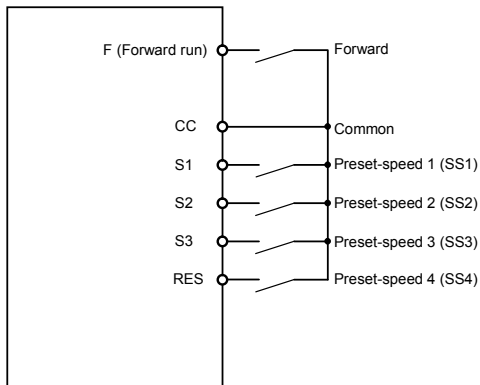 F (Forward run) Forward
CC Common
S1 Preset-speed 1 (SS1)
S2 Preset-speed 2 (SS2)
S3 Preset-speed 3 (SS3)
RES Preset-speed 4 (SS4)